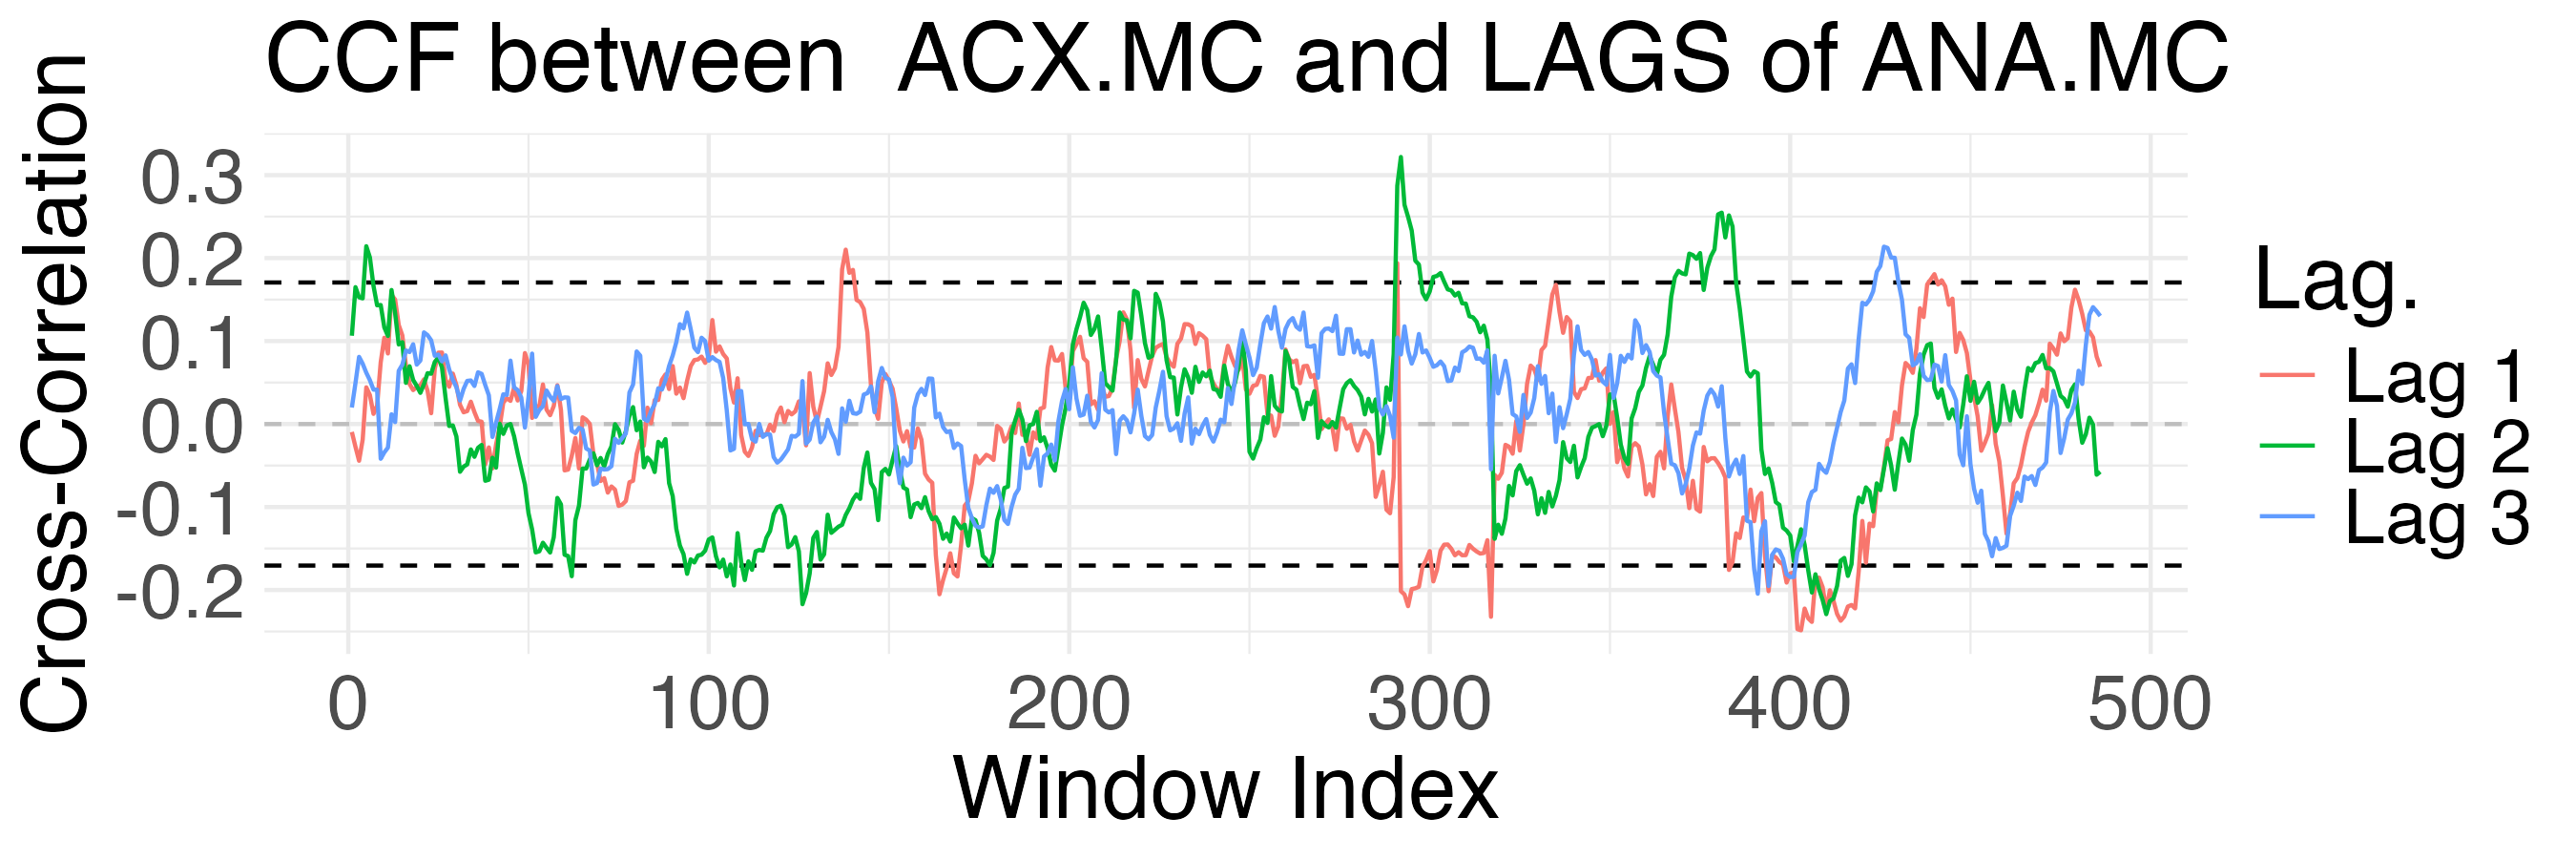 CCF between  ACX.MC and LAGS of ANA.MC
Cross-Correlation
0.3
0.2
0.1
0.0
-0.1
-0.2
0 100 200 300 400 500
Window Index
Lag.
Lag 1
Lag 2
Lag 3